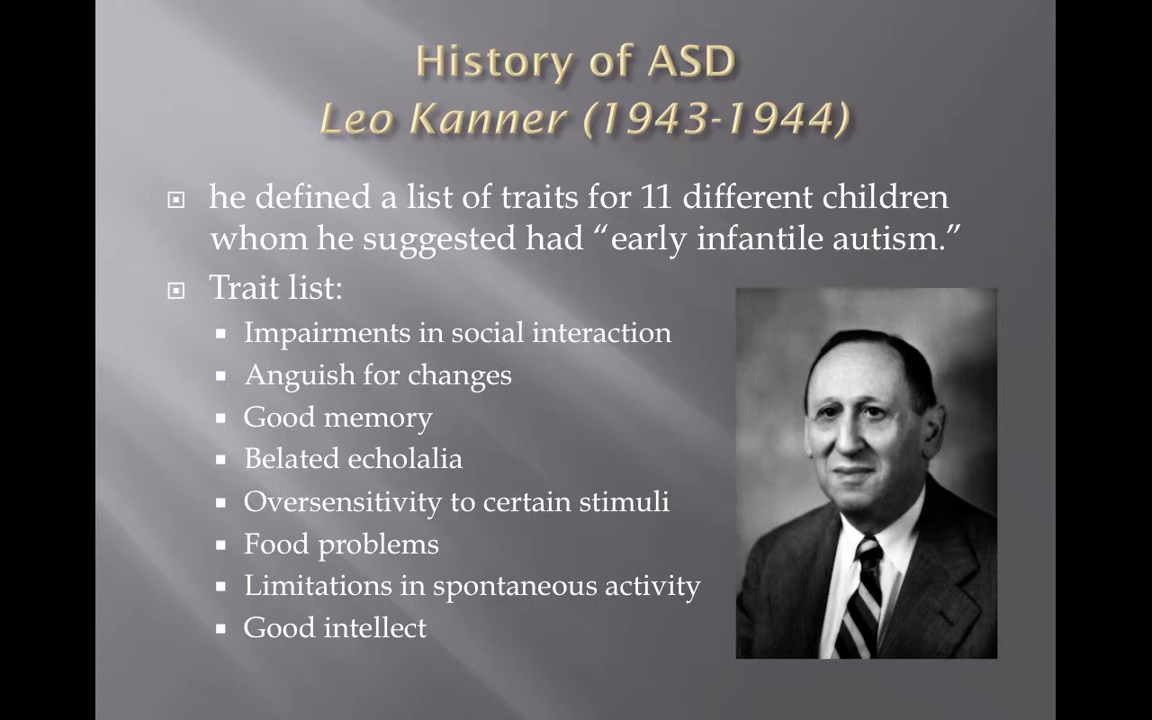 History of ASD
Leo Kanner (1943-1944)
he defined a list of traits for 11 different children
whom he suggested had “early infantile autism.”
Trait list:
Impairments in social interaction
Anguish for changes
Good memory
Belated echolalia
Oversensitivity to certain stimuli
Food problems
Limitations in spontaneous activity
Good intellect